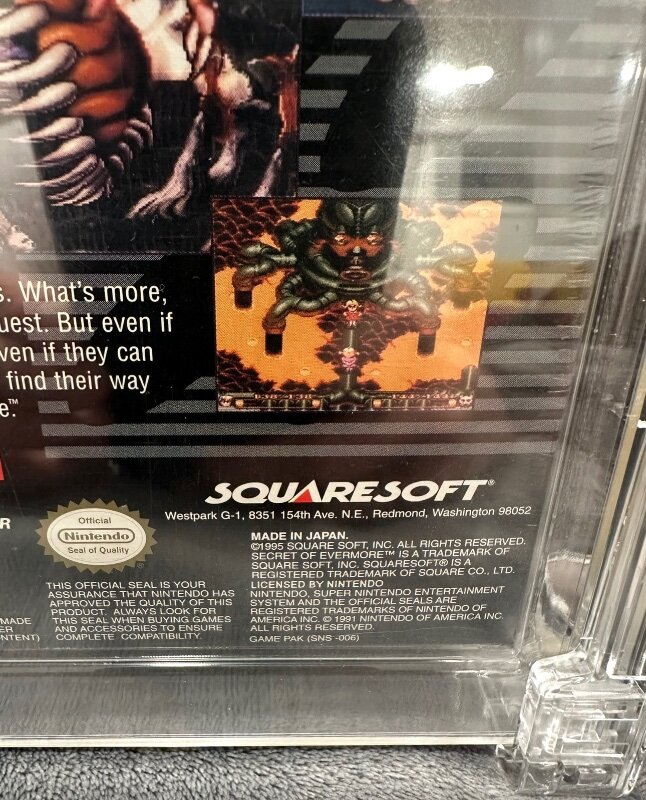 s. What's more,
uest. But even if
ven if they can
find their way
e.™
SQUARESOFT®
Westpark G-1, 8351 154th Ave. N.E., Redmond, Washington 98052
R
Official
Nintendo
Seal of Quality
MADE IN JAPAN.
©1995 SQUARE SOFT, INC. ALL RIGHTS RESERVED.
SECRET OF EVERMORE™ IS A TRADEMARK OF
SQUARE SOFT, INC. SQUARESOFT® IS A
REGISTERED TRADEMARK OF SQUARE CO., LTD.
LICENSED BY NINTENDO
NINTENDO, SUPER NINTENDO ENTERTAINMENT
SYSTEM AND THE OFFICIAL SEALS ARE
REGISTERED TRADEMARKS OF NINTENDO OF
AMERICA INC. © 1991 NINTENDO OF AMERICA INC.
ALL RIGHTS RESERVED.
GAME PAK (SNS -006)
THIS OFFICIAL SEAL IS YOUR
ASSURANCE THAT NINTENDO HAS
APPROVED THE QUALITY OF THIS
PRODUCT. ALWAYS LOOK FOR
THIS SEAL WHEN BUYING GAMES
AND ACCESSORIES TO ENSURE
COMPLETE COMPATIBILITY.
MADE
ER
NTENT)